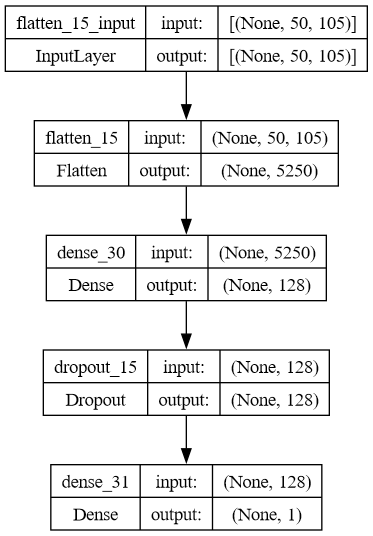 flatten_15_input input: [(None, 50, 105)]
InputLayer output: [(None, 50, 105)]
flatten_15 input: (None, 50, 105)
Flatten output: (None, 5250)
dense_30 input: (None, 5250)
Dense output: (None, 128)
dropout_15 input: (None, 128)
Dropout output: (None, 128)
dense_31 input: (None, 128)
Dense output: (None, 1)